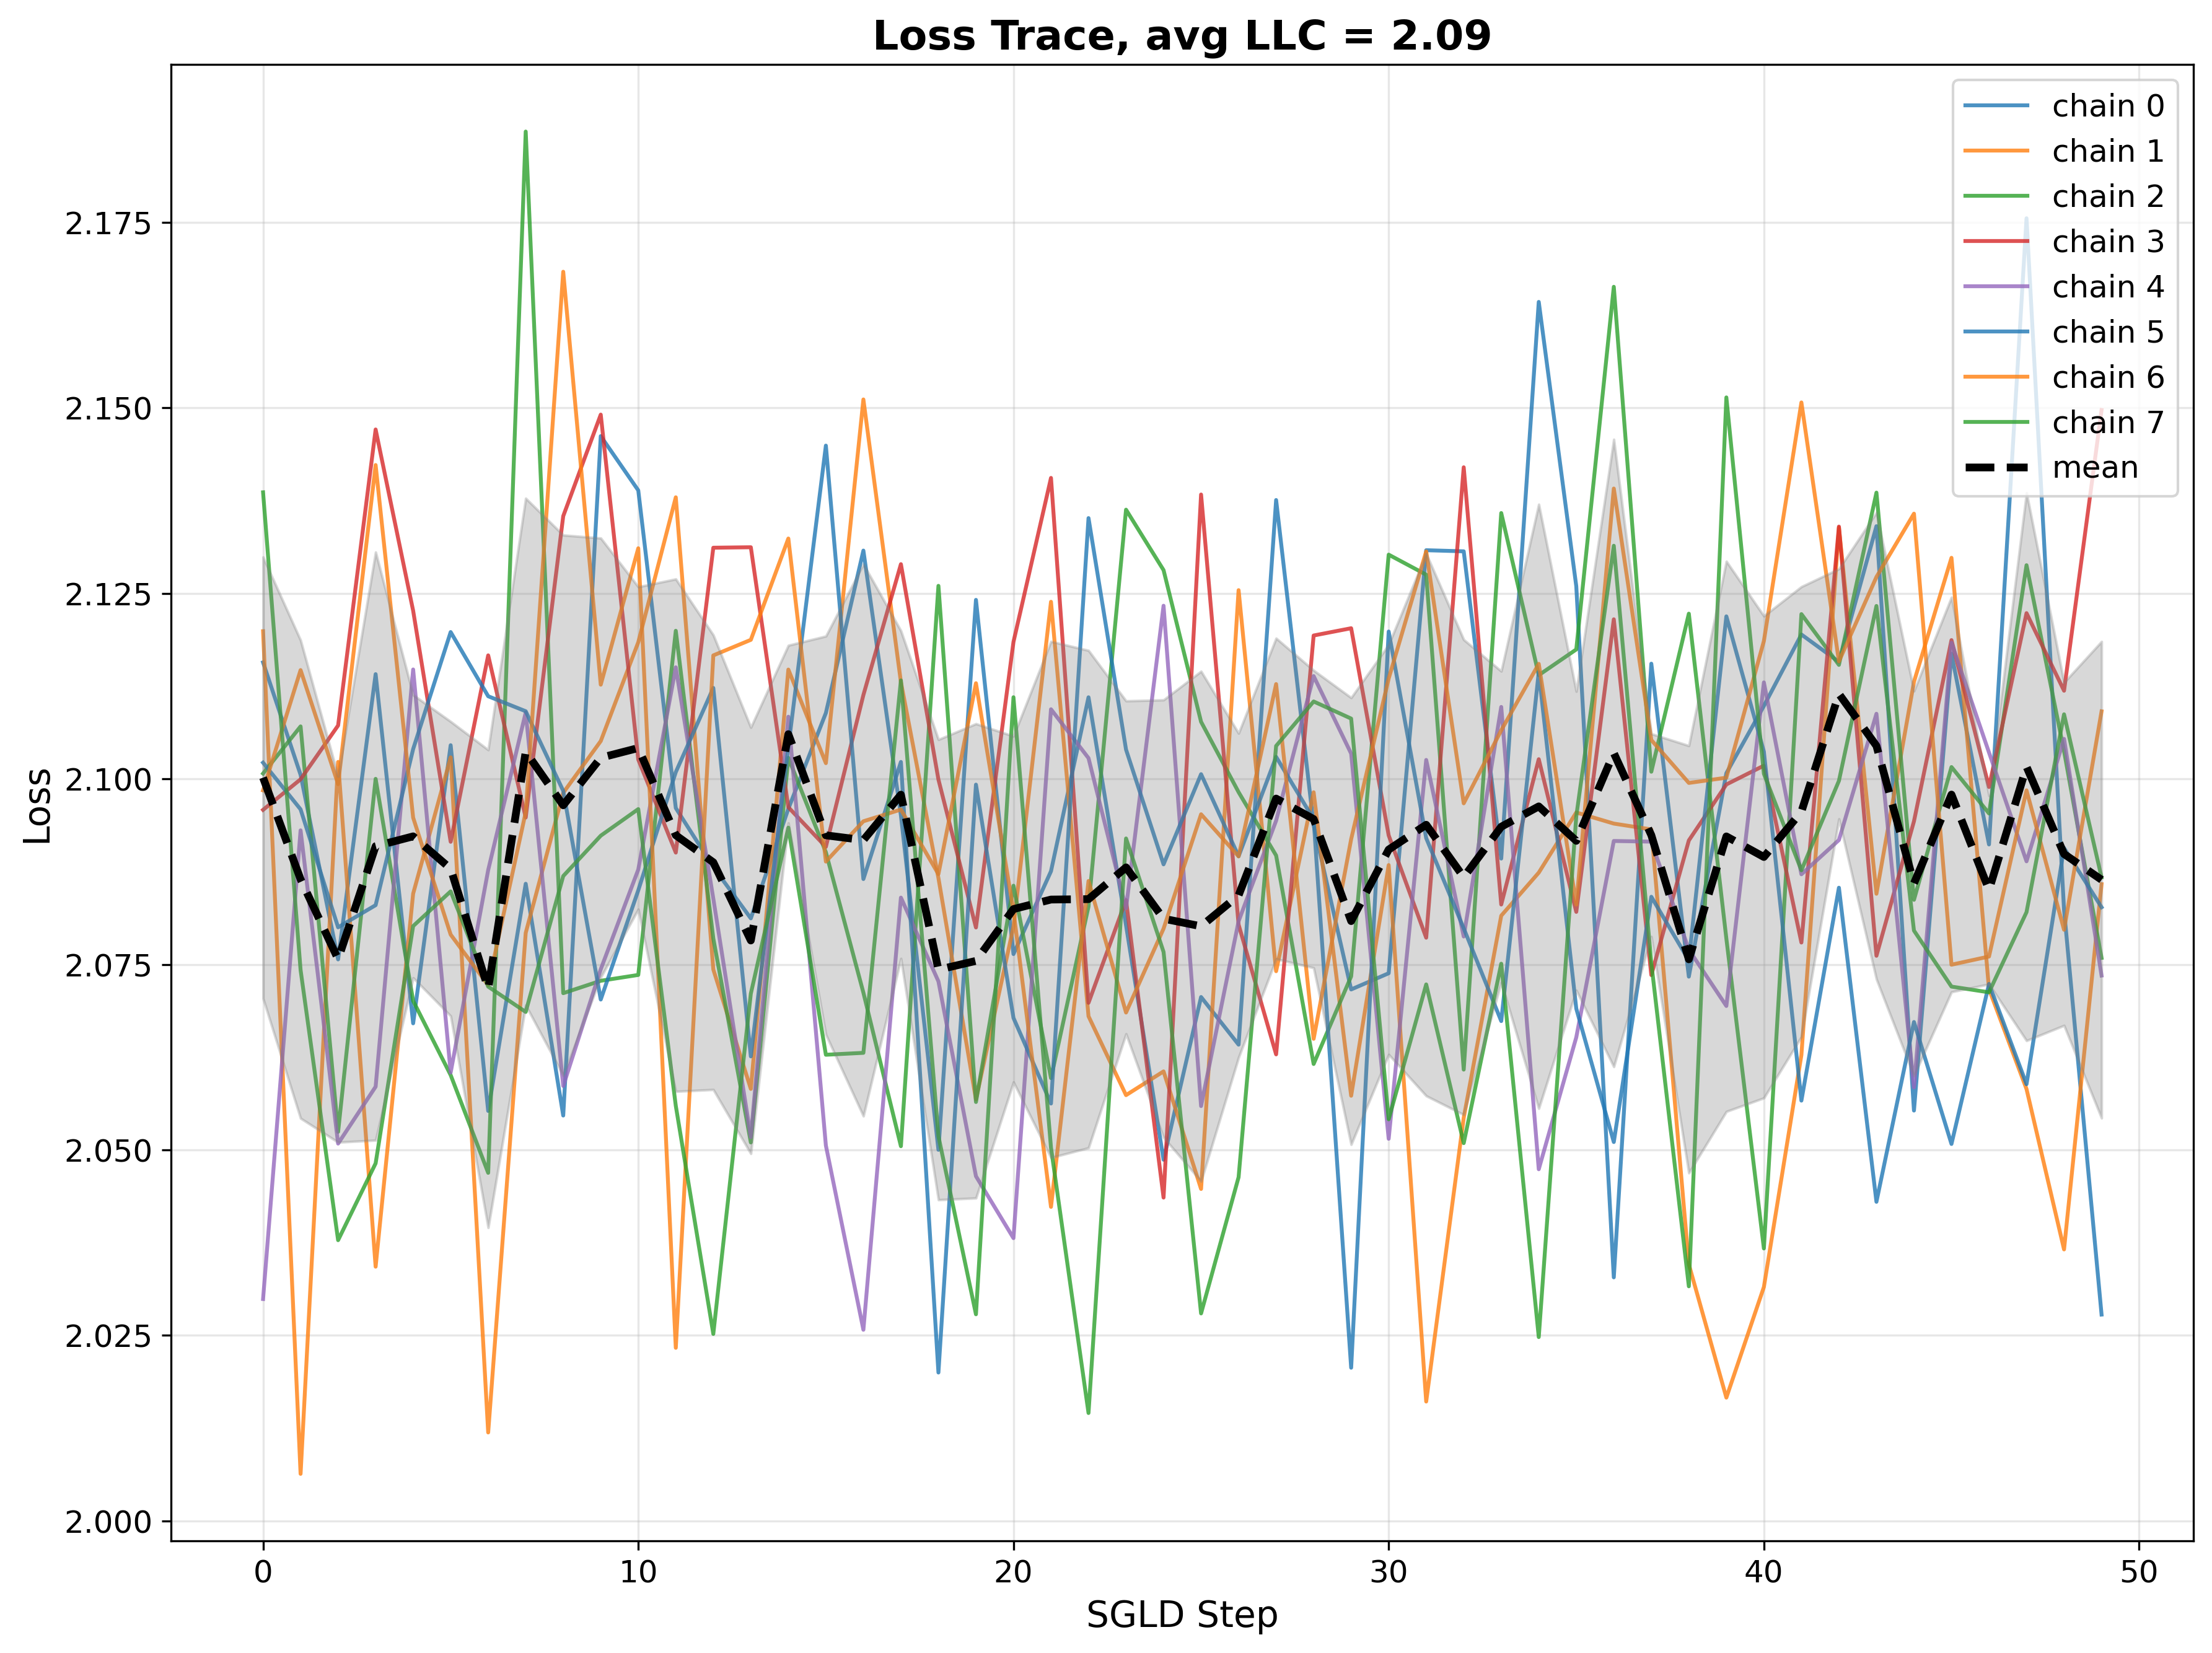 Loss Trace, avg LLC = 2.09
chain 0
chain 1
chain 2
chain 3
chain 4
chain 5
chain 6
chain 7
mean
2.175
2.150
2.125
2.100
2.075
2.050
2.025
2.000
Loss
0 10 20 30 40 50
SGLD Step